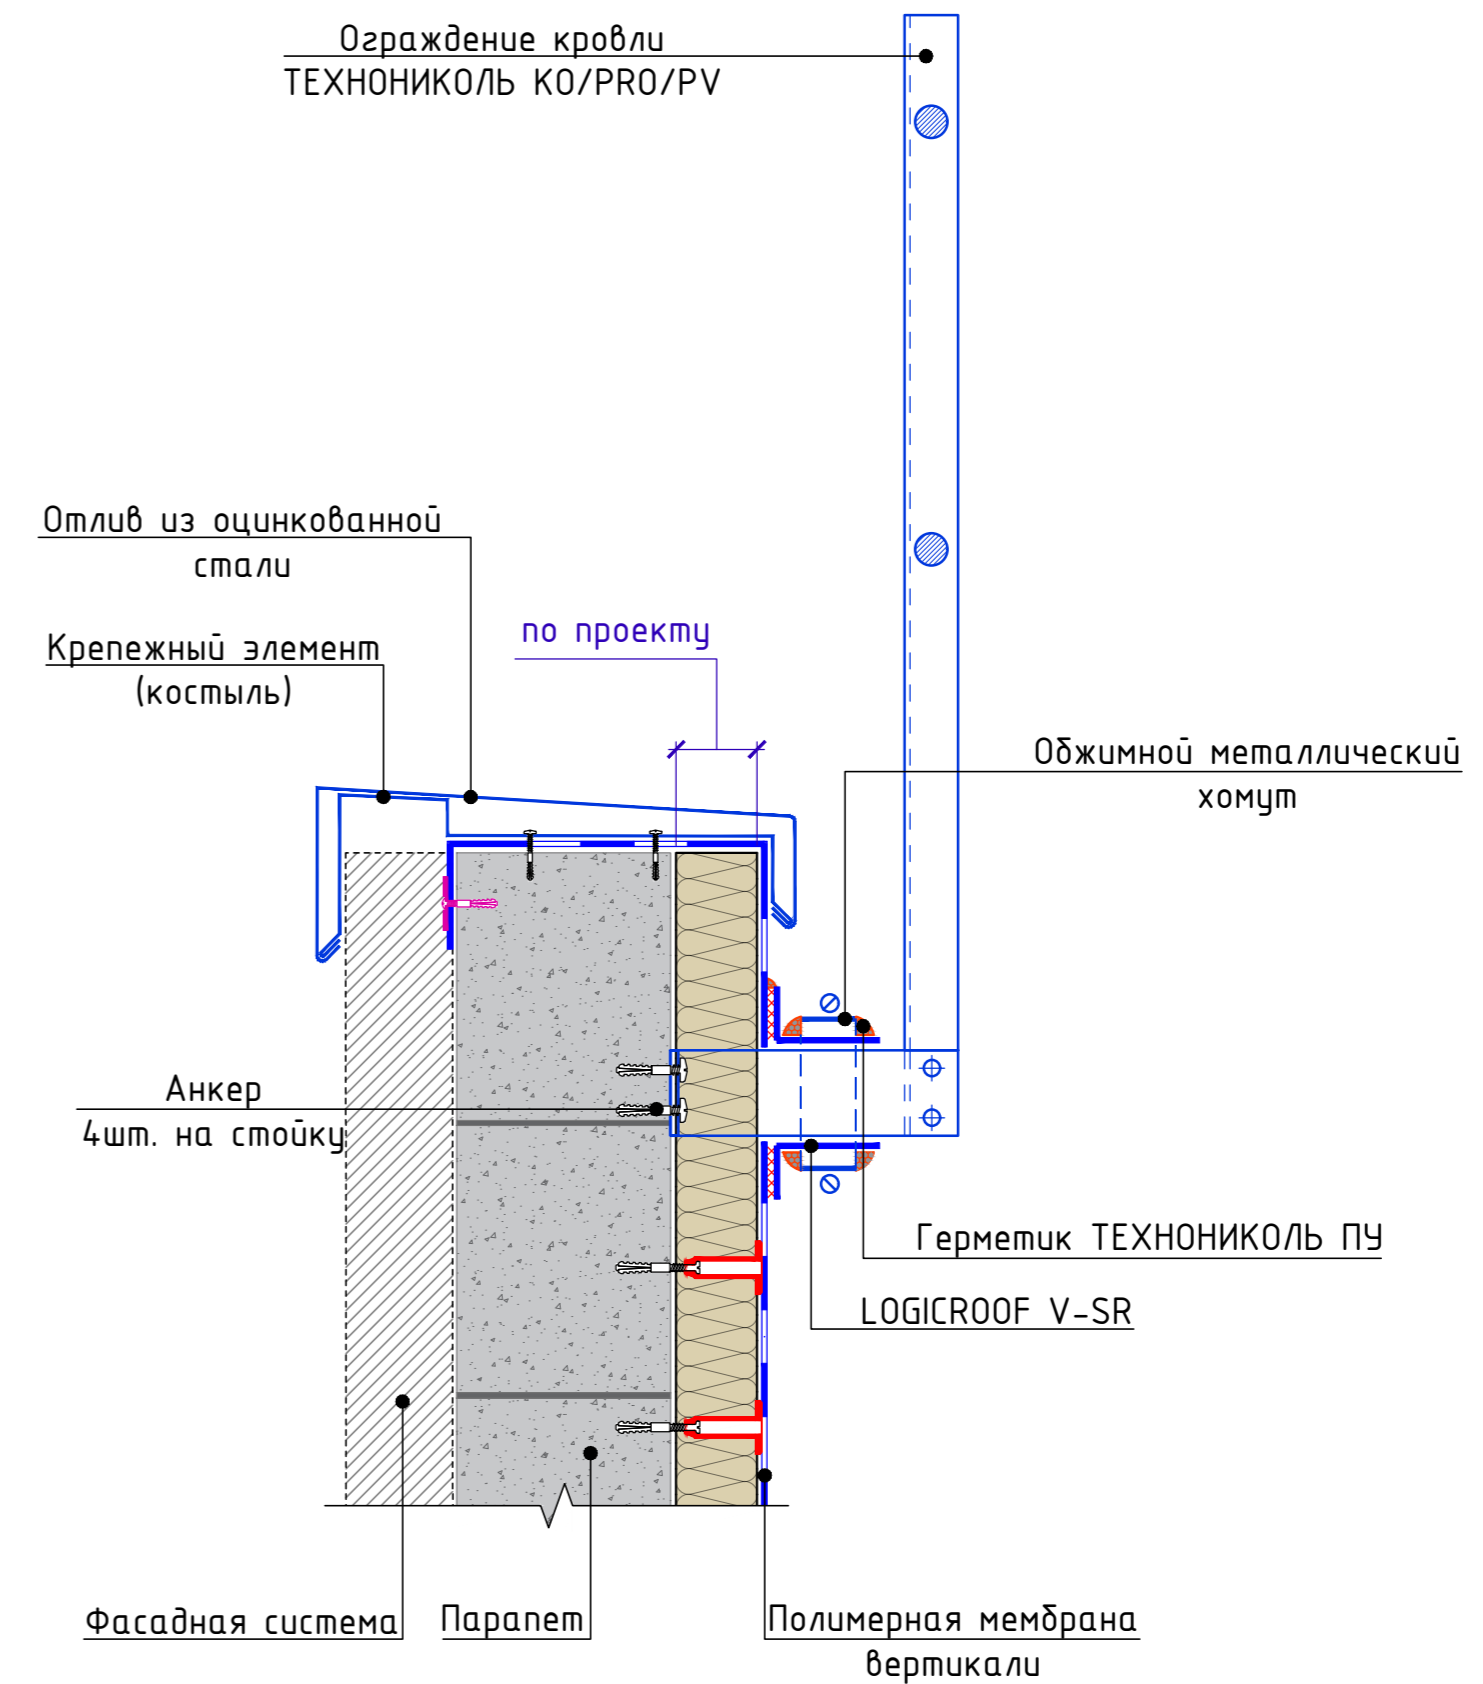 Ограждение кровли
ТЕХНОНИКОЛЬ КО/PRO/PV
Отлив из оцинкованной
стали
Крепежный элемент
(костыль)
по проекту
Обжимной металлический
хомут
Анкер
4шт. на стойку
Герметик ТЕХНОНИКОЛЬ ПУ
LOGICROOF V-SR
Фасадная система
Парапет
Полимерная мембрана
вертикали